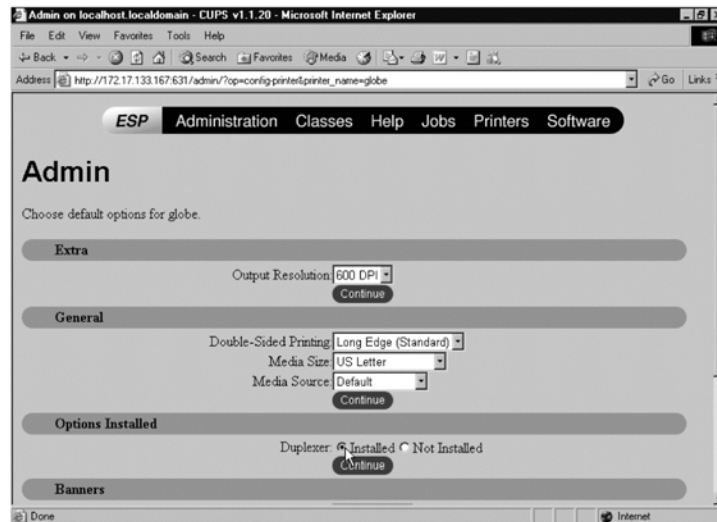 Admin on localhost.localdomain - CUPS v1.1.20 - Microsoft Internet Explorer
File Edit View Favorites Tools Help
Back Search Favorites Media
Address http://172.17.133.167:631/admin/?op=config-printer&printer_name=globe Go Links
ESP Administration Classes Help Jobs Printers Software
Admin
Choose default options for globe.
Extra
Output Resolution: 600 DPI
Continue
General
Double-Sided Printing: Long Edge (Standard)
Media Size: US Letter
Media Source: Default
Continue
Options Installed
Duplexer: Installed Not Installed
Continue
Banners
Done Internet